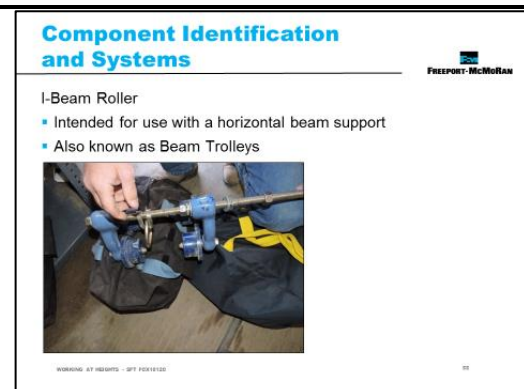 Component Identification
and Systems
FREEPORT-MCMORAN
I-Beam Roller
▪ Intended for use with a horizontal beam support
▪ Also known as Beam Trolleys
WORKING AT HEIGHTS - SFT FCX1012C